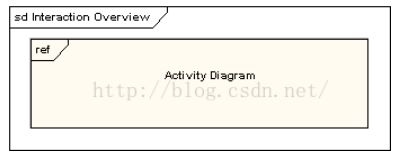 sd Interaction Overview
ref
Activity Diagram
http://blog.csdn.net/